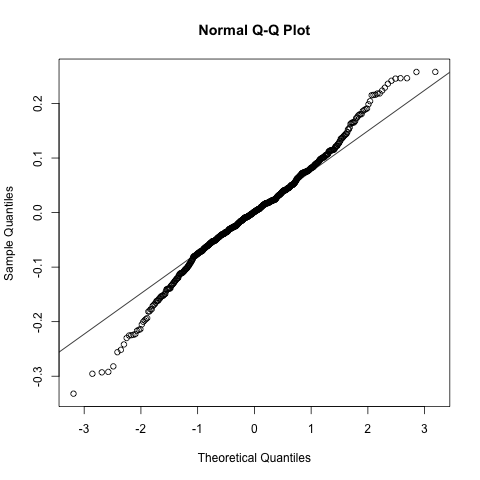 Normal Q-Q Plot
Sample Quantiles
0.2
0.1
0.0
-0.1
-0.2
-0.3
-3 -2 -1 0 1 2 3
Theoretical Quantiles